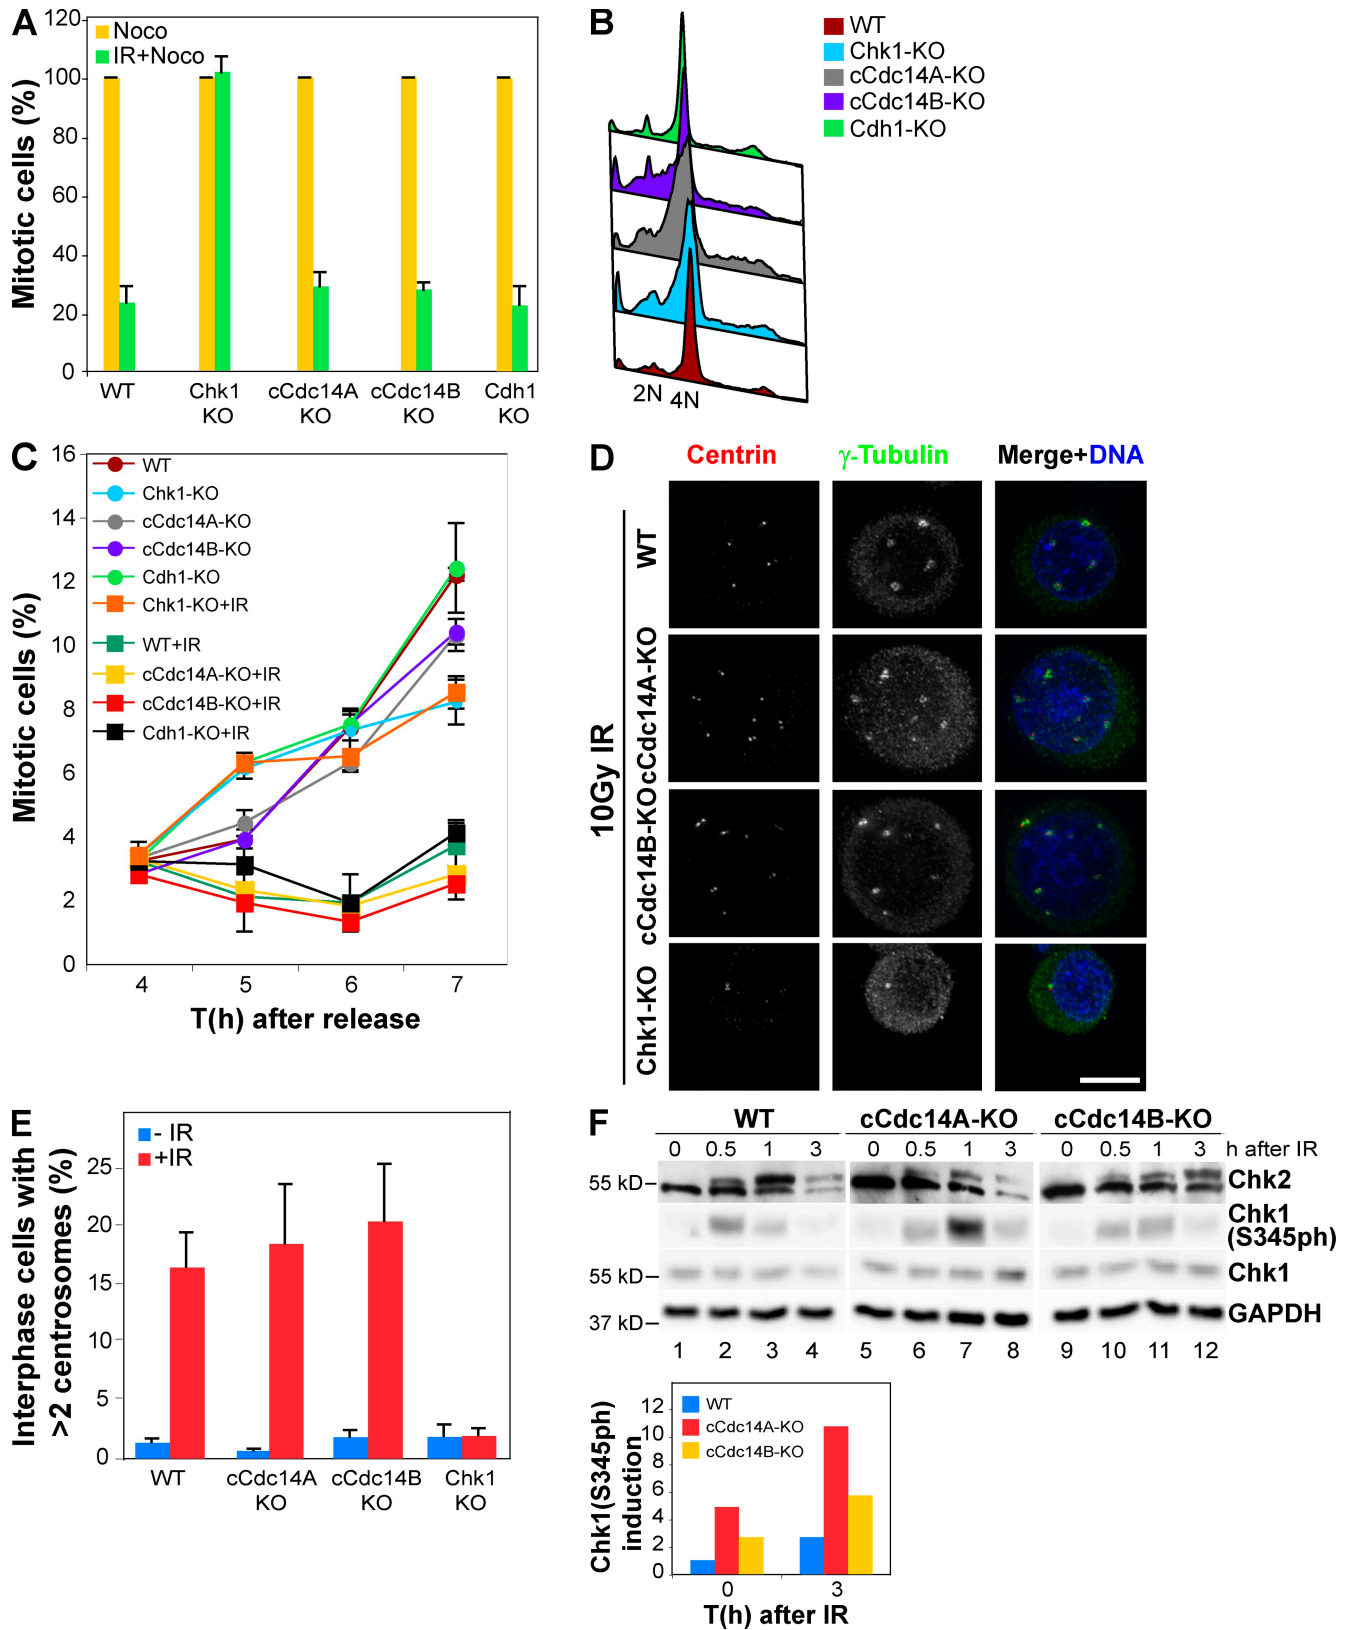 A
Mitotic cells (%)
120
100
80
60
40
20
0
Noco
IR+Noco
WT
Chk1
KO
cCdc14A
KO
cCdc14B
KO
Cdh1
KO
B
WT
Chk1-KO
cCdc14A-KO
cCdc14B-KO
Cdh1-KO
2N
4N
C
Mitotic cells (%)
16
14
12
10
8
6
4
2
0
WT
Chk1-KO
cCdc14A-KO
cCdc14B-KO
Cdh1-KO
Chk1-KO+IR
WT+IR
cCdc14A-KO+IR
cCdc14B-KO+IR
Cdh1-KO+IR
4 5 6 7
T(h) after release
D
Centrin γ-Tubulin Merge+DNA
10Gy IR
WT
cCdc14A-KO
cCdc14B-KO
Chk1-KO
E
Interphase cells with
>2 centrosomes (%)
25
20
15
10
5
0
- IR
+IR
WT
cCdc14A
KO
cCdc14B
KO
Chk1
KO
F
WT cCdc14A-KO cCdc14B-KO
0 0.5 1 3 0 0.5 1 3 0 0.5 1 3 h after IR
55 kD Chk2
Chk1
(S345ph)
55 kD Chk1
37 kD GAPDH
1 2 3 4 5 6 7 8 9 10 11 12
Chk1(S345ph)
induction
12
10
8
6
4
2
0
WT
cCdc14A-KO
cCdc14B-KO
0 3
T(h) after IR